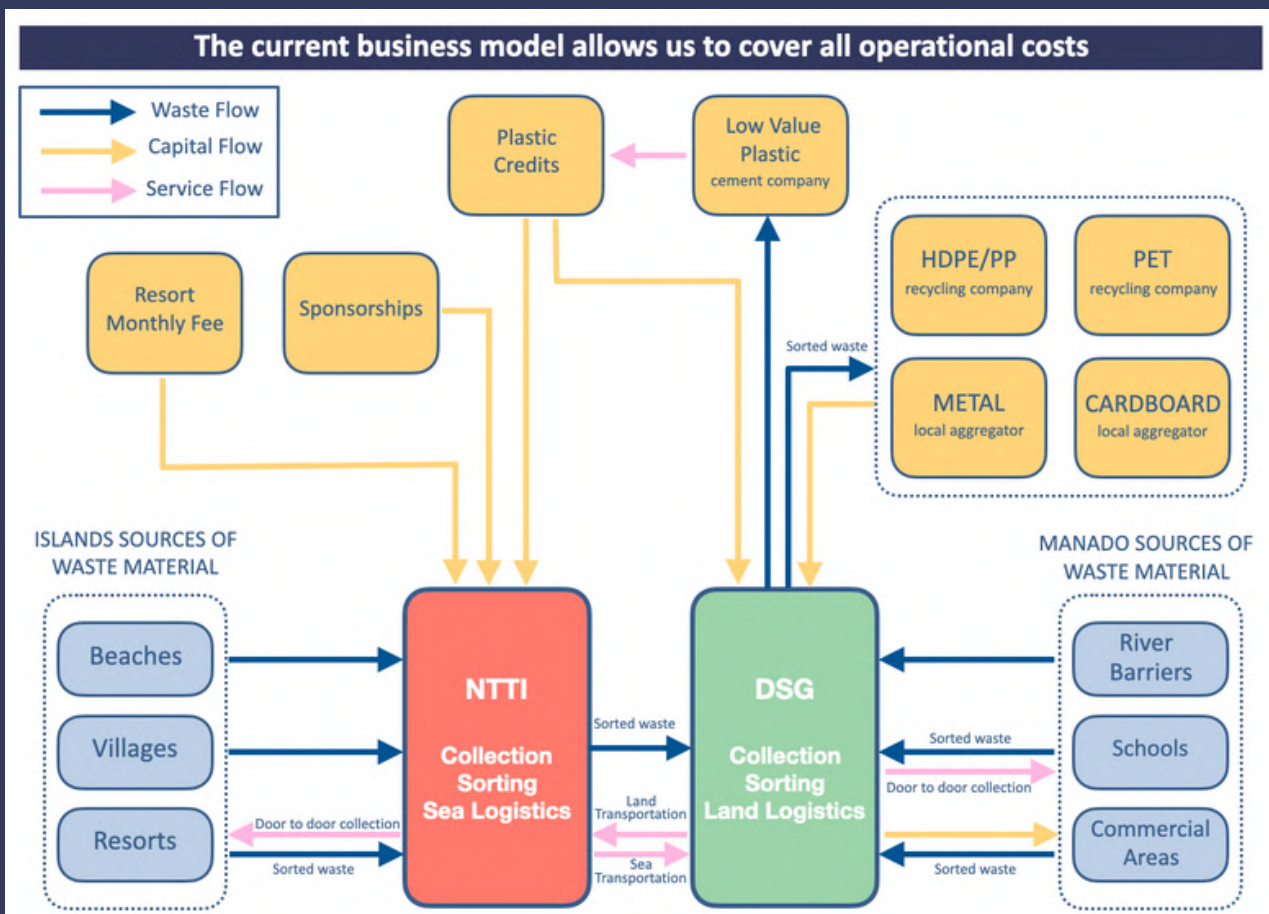 The current business model allows us to cover all operational costs
Waste Flow
Capital Flow
Service Flow
Plastic
Credits
Low Value
Plastic
cement company
HDPE/PP
recycling company
PET
recycling company
Resort
Monthly Fee
Sponsorships
Sorted waste
METAL
local aggregator
CARDBOARD
local aggregator
ISLANDS SOURCES OF
WASTE MATERIAL
MANADO SOURCES OF
WASTE MATERIAL
Beaches
Villages
Resorts
Door to door collection
Sorted waste
NTTI
Collection
Sorting
Sea Logistics
Sorted waste
Land
Transportation
Sea
Transportation
DSG
Collection
Sorting
Land Logistics
River
Barriers
Sorted waste
Schools
Door to door collection
Commercial
Areas
Sorted waste